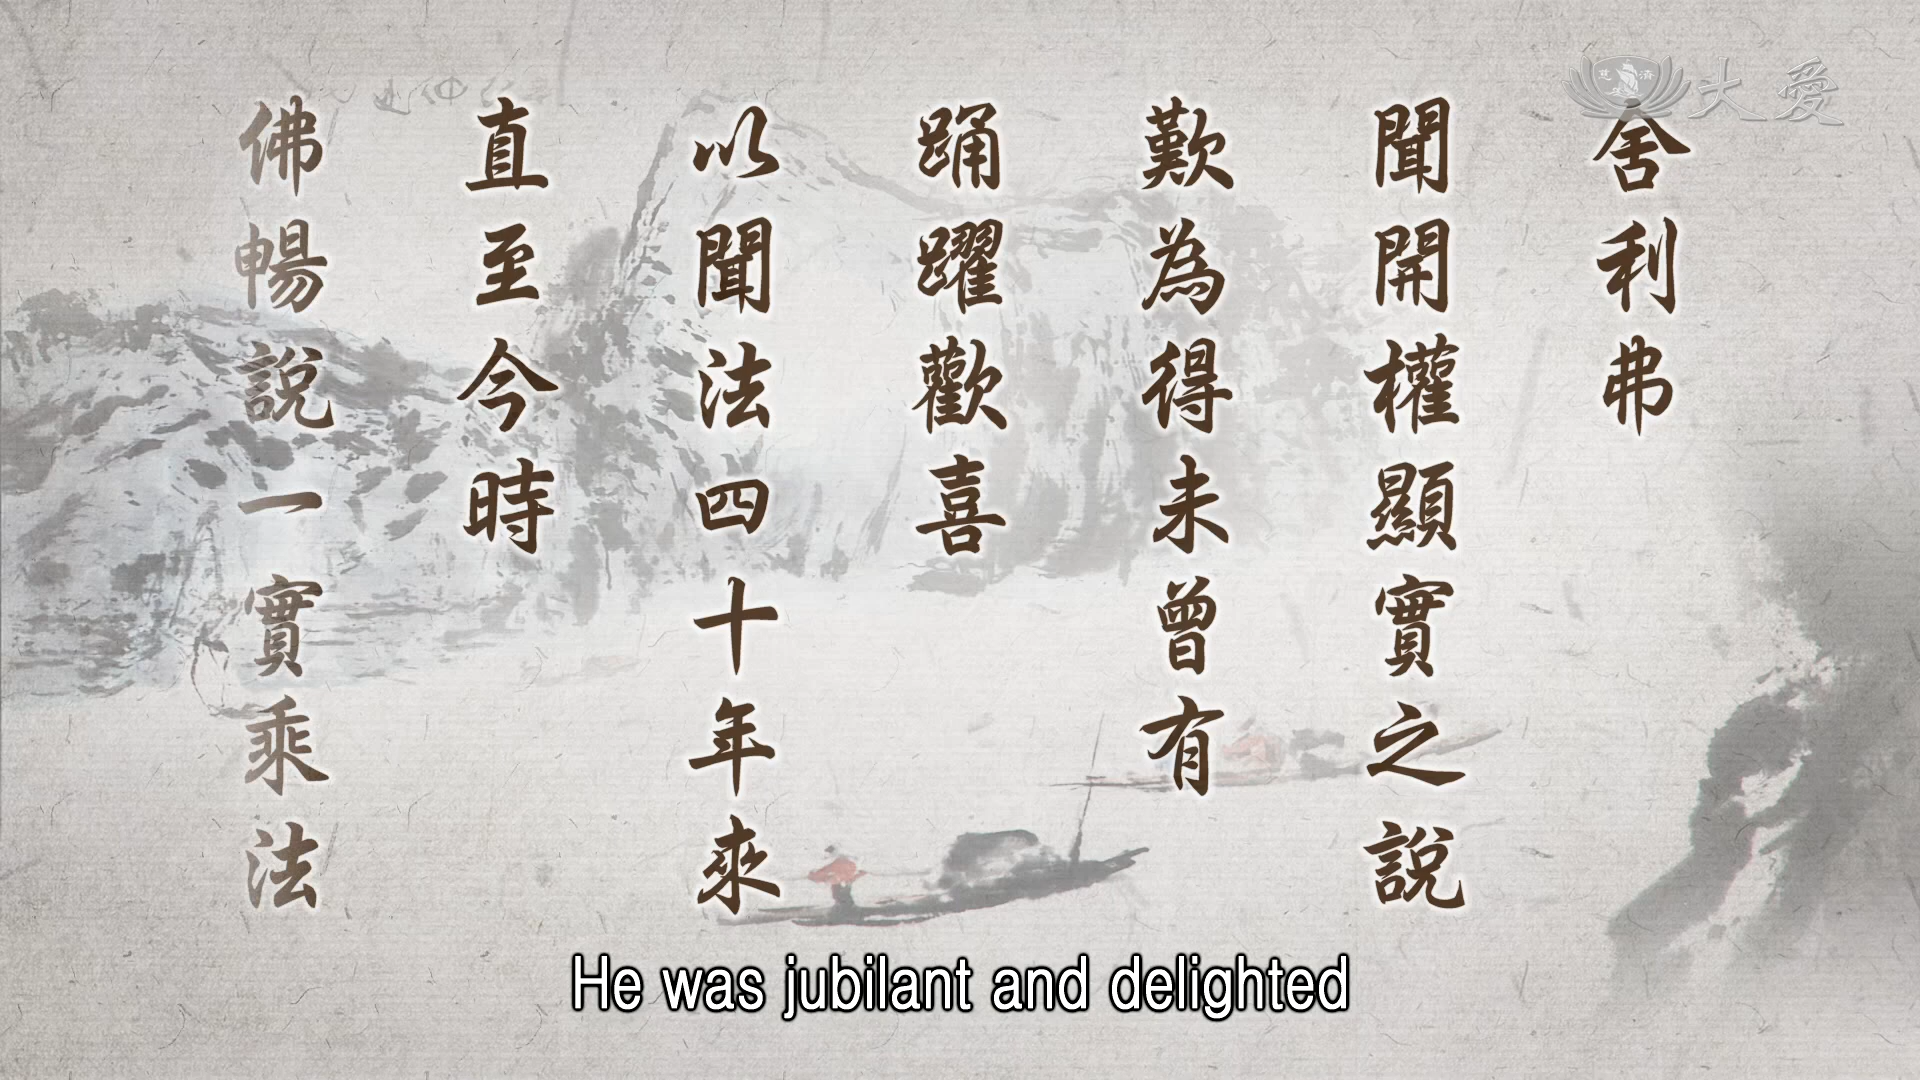 舍利弗
聞開權顯實之說
歎為得未曾有
踊躍歡喜
以聞法四十年來
直至今時
佛暢說一實乘法
慈濟
大愛
He was jubilant and delighted